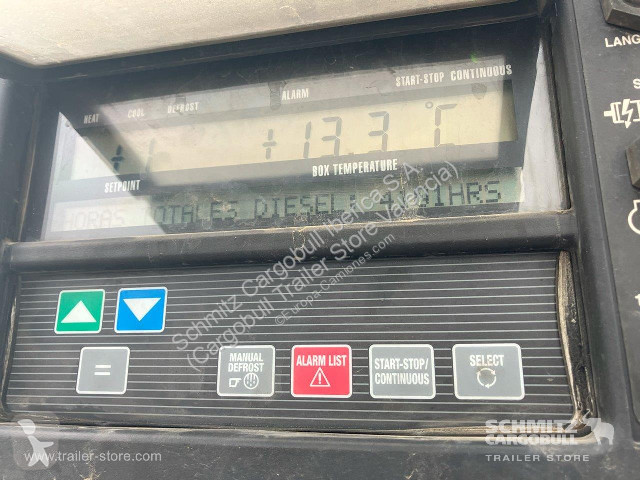 LANG
HEAT COOL DEFROST ALARM START-STOP CONTINUOUS
+13.3 °C
SETPOINT BOX TEMPERATURE
HORAS TOTALES DIESEL
Schmitz Cargobull Ibérica S.A.
(Cargobull Trailer Store Valencia)
©Europa-Camiones.com
MANUAL DEFROST
ALARM LIST
START-STOP/
CONTINUOUS
SELECT
=
www.trailer-store.com
SCHMITZ
CARGOBULL
TRAILER STORE